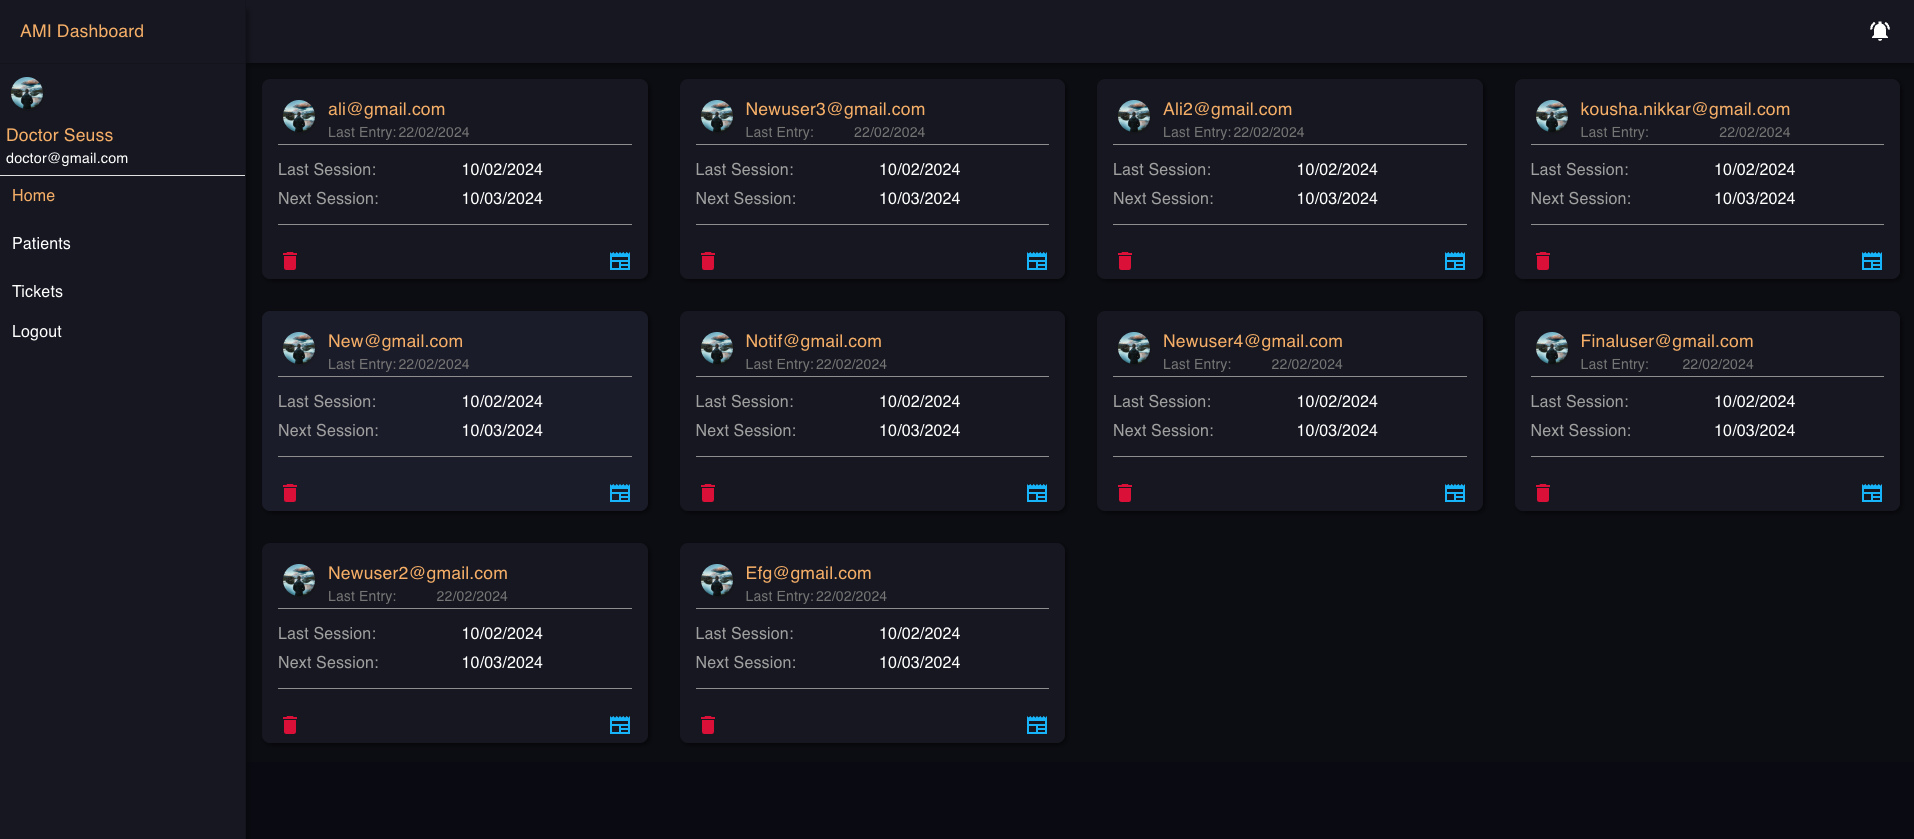 AMI Dashboard
Doctor Seuss
doctor@gmail.com
Home
Patients
Tickets
Logout
ali@gmail.com
Last Entry: 22/02/2024
Last Session: 10/02/2024
Next Session: 10/03/2024
Newuser3@gmail.com
Last Entry: 22/02/2024
Last Session: 10/02/2024
Next Session: 10/03/2024
Ali2@gmail.com
Last Entry: 22/02/2024
Last Session: 10/02/2024
Next Session: 10/03/2024
kousha.nikkar@gmail.com
Last Entry: 22/02/2024
Last Session: 10/02/2024
Next Session: 10/03/2024
New@gmail.com
Last Entry: 22/02/2024
Last Session: 10/02/2024
Next Session: 10/03/2024
Notif@gmail.com
Last Entry: 22/02/2024
Last Session: 10/02/2024
Next Session: 10/03/2024
Newuser4@gmail.com
Last Entry: 22/02/2024
Last Session: 10/02/2024
Next Session: 10/03/2024
Finaluser@gmail.com
Last Entry: 22/02/2024
Last Session: 10/02/2024
Next Session: 10/03/2024
Newuser2@gmail.com
Last Entry: 22/02/2024
Last Session: 10/02/2024
Next Session: 10/03/2024
Efg@gmail.com
Last Entry: 22/02/2024
Last Session: 10/02/2024
Next Session: 10/03/2024